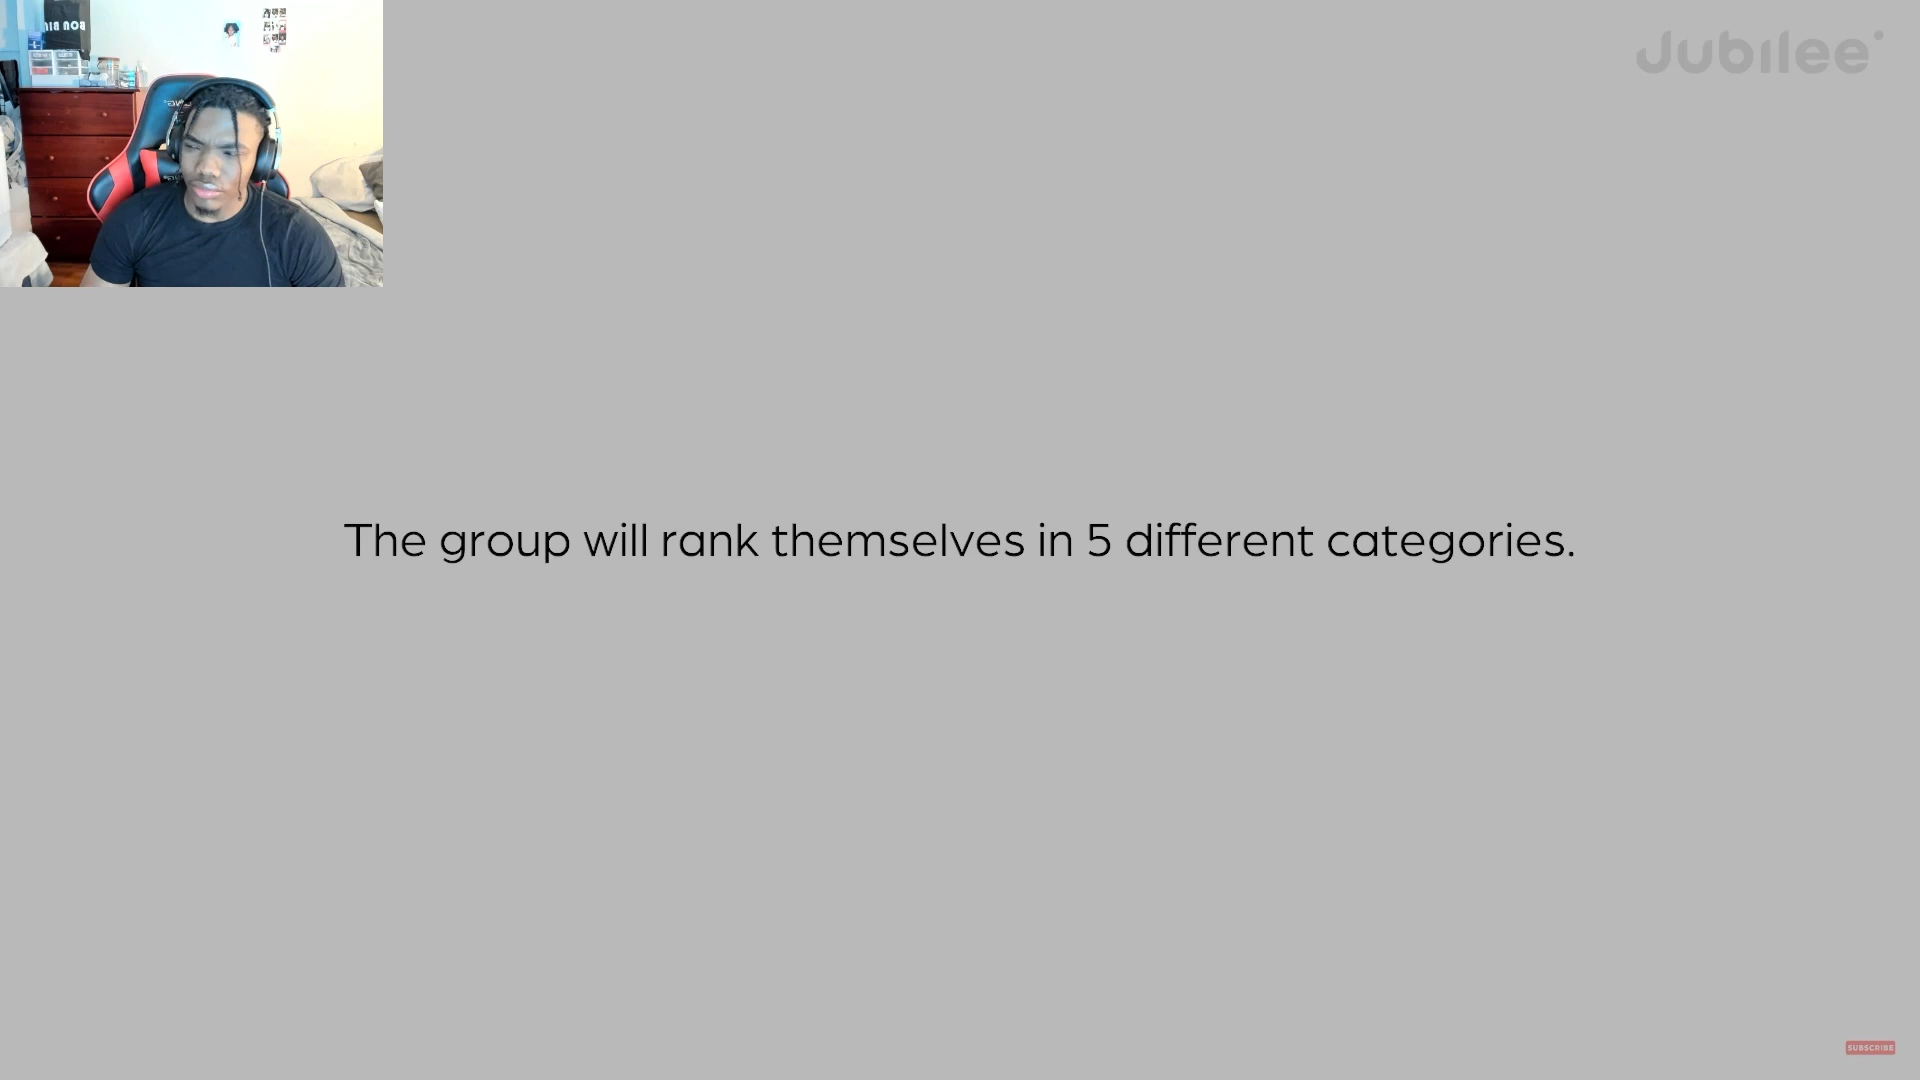 Jubilee
The group will rank themselves in 5 different categories.
SUBSCRIBE